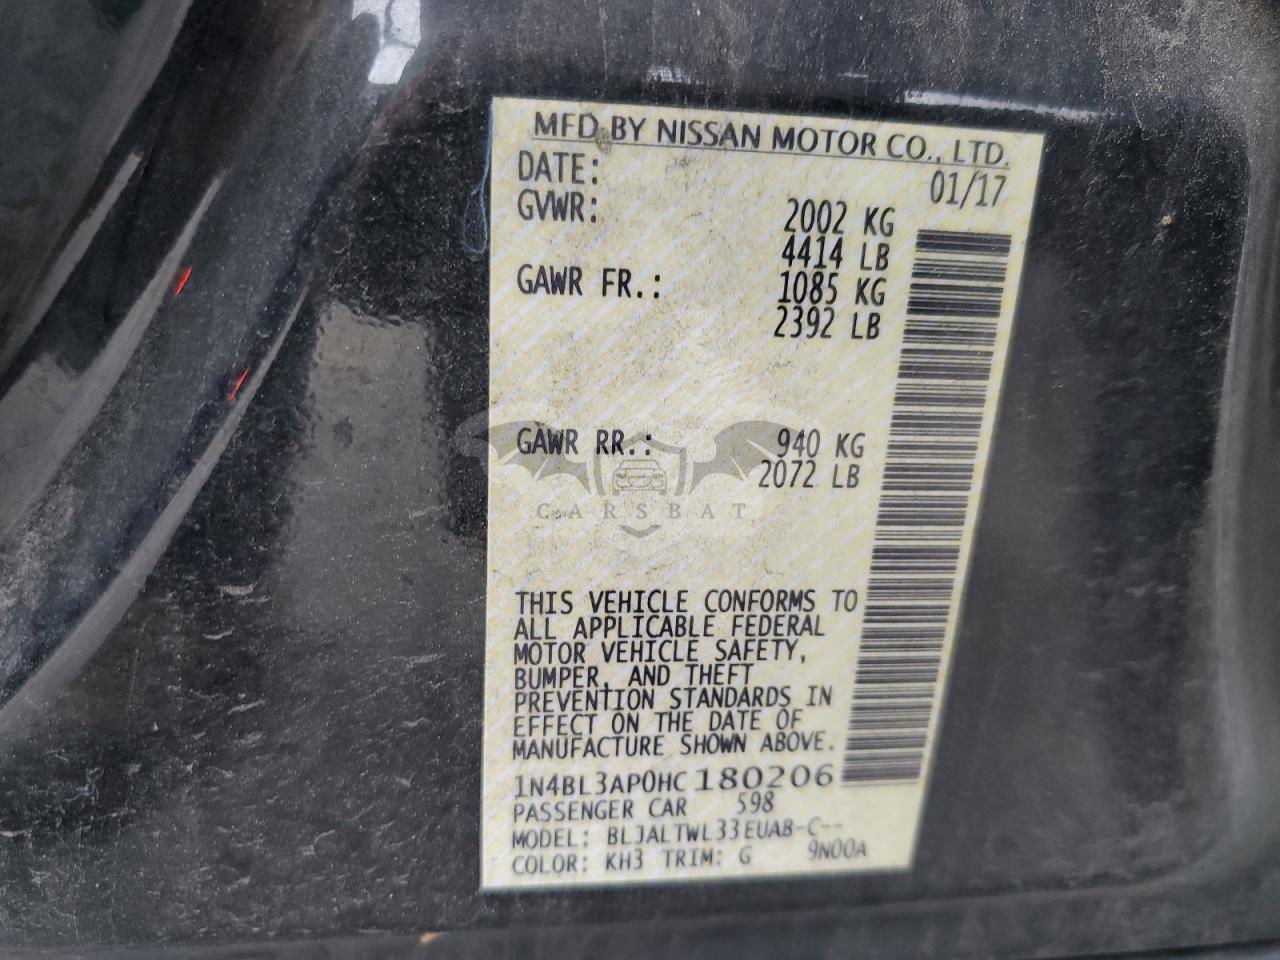 MFD BY NISSAN MOTOR CO., LTD.
DATE: 01/17
GVWR: 2002 KG
4414 LB
GAWR FR.: 1085 KG
2392 LB
GAWR RR.: 940 KG
2072 LB
CARSBAT
THIS VEHICLE CONFORMS TO
ALL APPLICABLE FEDERAL
MOTOR VEHICLE SAFETY,
BUMPER, AND THEFT
PREVENTION STANDARDS IN
EFFECT ON THE DATE OF
MANUFACTURE SHOWN ABOVE.
1N4BL3AP0HC180206
PASSENGER CAR 598
MODEL: BLJALTWL33EUAB-C--
COLOR: KH3 TRIM: G 9N00A